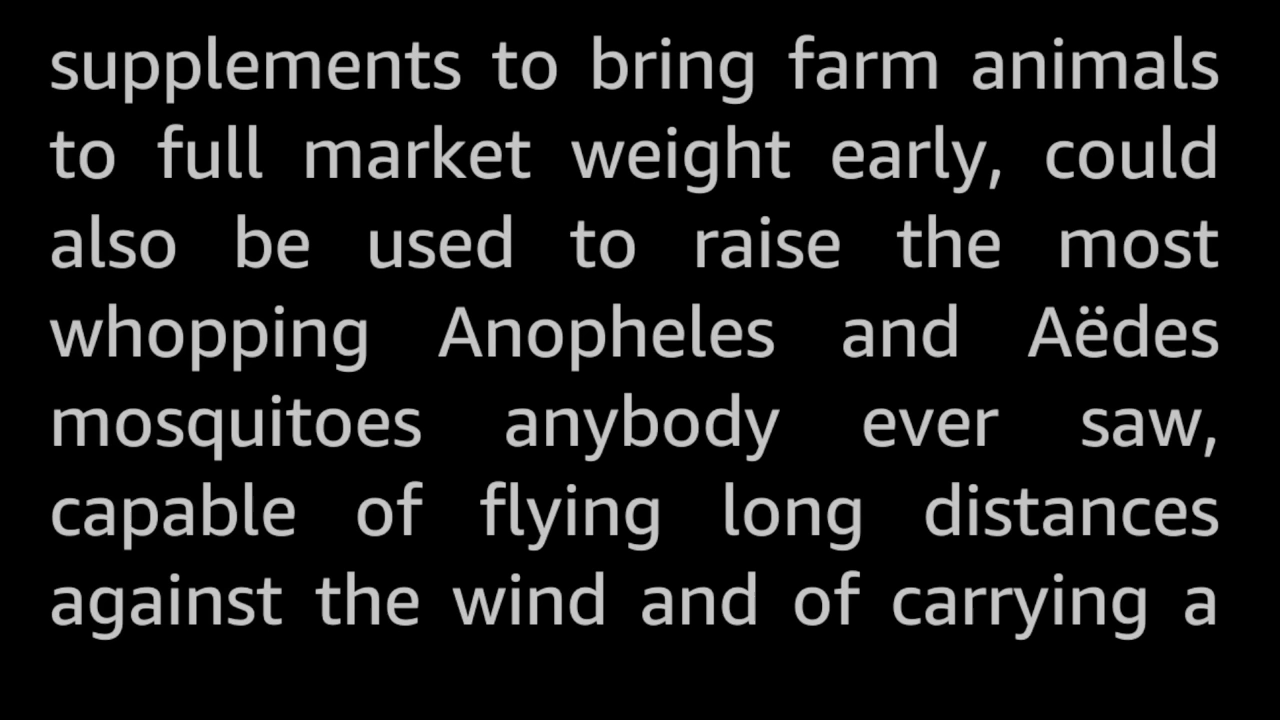 supplements to bring farm animals
to full market weight early, could
also be used to raise the most
whopping Anopheles and Aëdes
mosquitoes anybody ever saw,
capable of flying long distances
against the wind and of carrying a